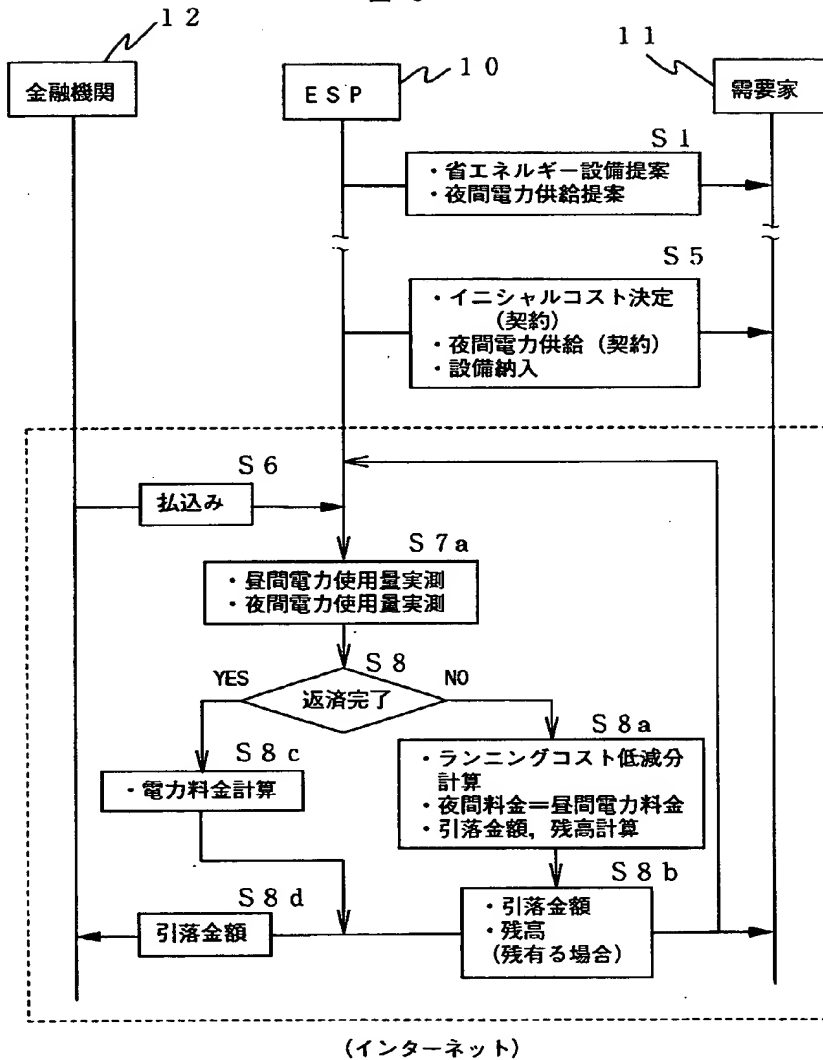 １２
１０
１１
金融機関
ＥＳＰ
需要家
Ｓ１
・省エネルギー設備提案
・夜間電力供給提案
Ｓ５
・イニシャルコスト決定
（契約）
・夜間電力供給（契約）
・設備納入
Ｓ６
払込み
Ｓ７ａ
・昼間電力使用量実測
・夜間電力使用量実測
Ｓ８
YES
NO
返済完了
Ｓ８ｃ
・電力料金計算
Ｓ８ａ
・ランニングコスト低減分
計算
・夜間料金＝昼間電力料金
・引落金額，残高計算
Ｓ８ｄ
引落金額
Ｓ８ｂ
・引落金額
・残高
（残有る場合）
（インターネット）